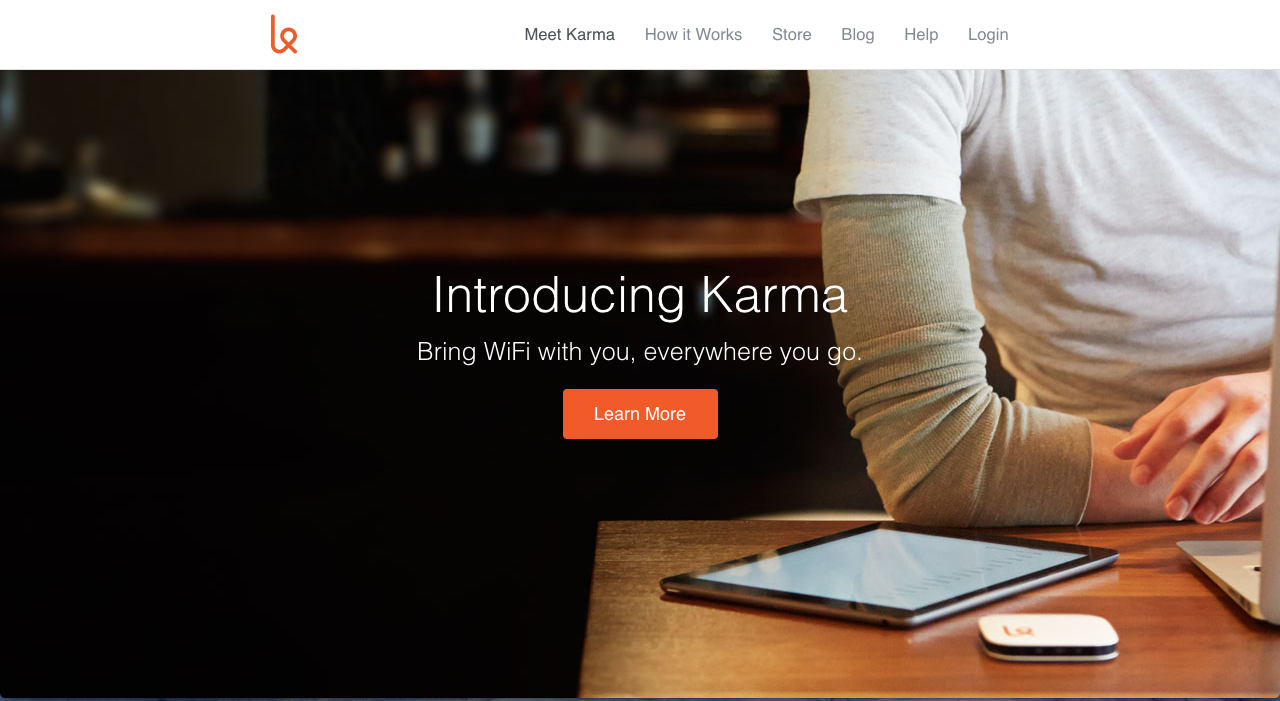 Meet Karma How it Works Store Blog Help Login
Introducing Karma
Bring WiFi with you, everywhere you go.
Learn More